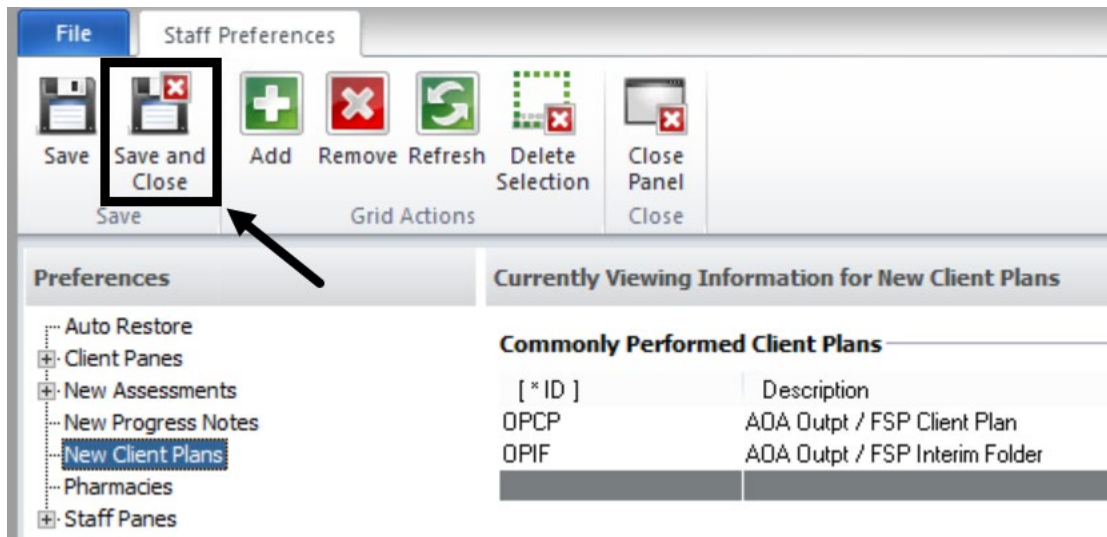 File Staff Preferences
Save Save and Close Add Remove Refresh Delete Selection Close Panel
Save Grid Actions Close
Preferences
Auto Restore
Client Panes
New Assessments
New Progress Notes
New Client Plans
Pharmacies
Staff Panes
Currently Viewing Information for New Client Plans
Commonly Performed Client Plans
[ * ID ] Description
OPCP AOA Outpt / FSP Client Plan
OPIF AOA Outpt / FSP Interim Folder